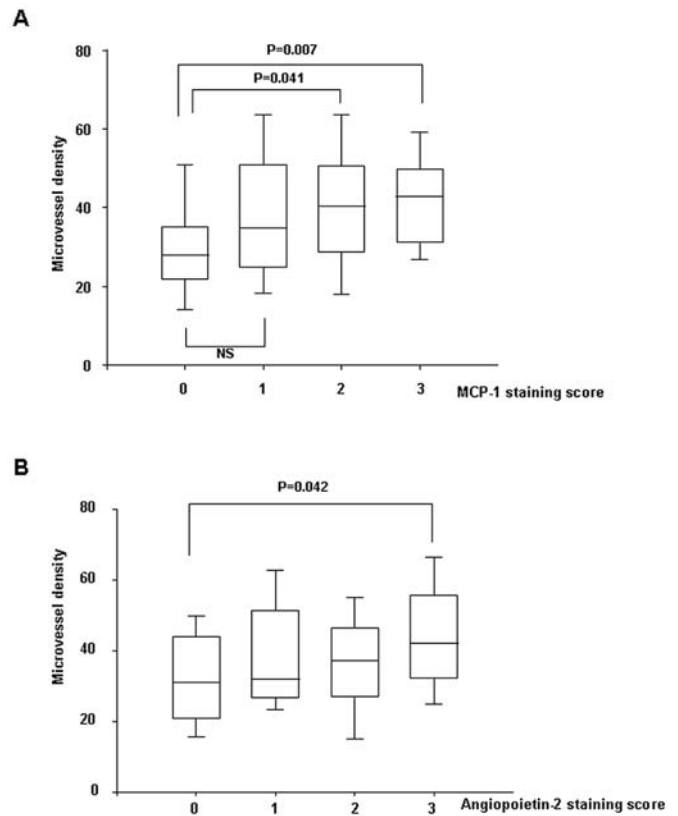 A
P=0.007
P=0.041
80
60
40
20
0
Microvessel density
NS
0 1 2 3 MCP-1 staining score
B
P=0.042
80
60
40
20
0
Microvessel density
0 1 2 3 Angiopoietin-2 staining score